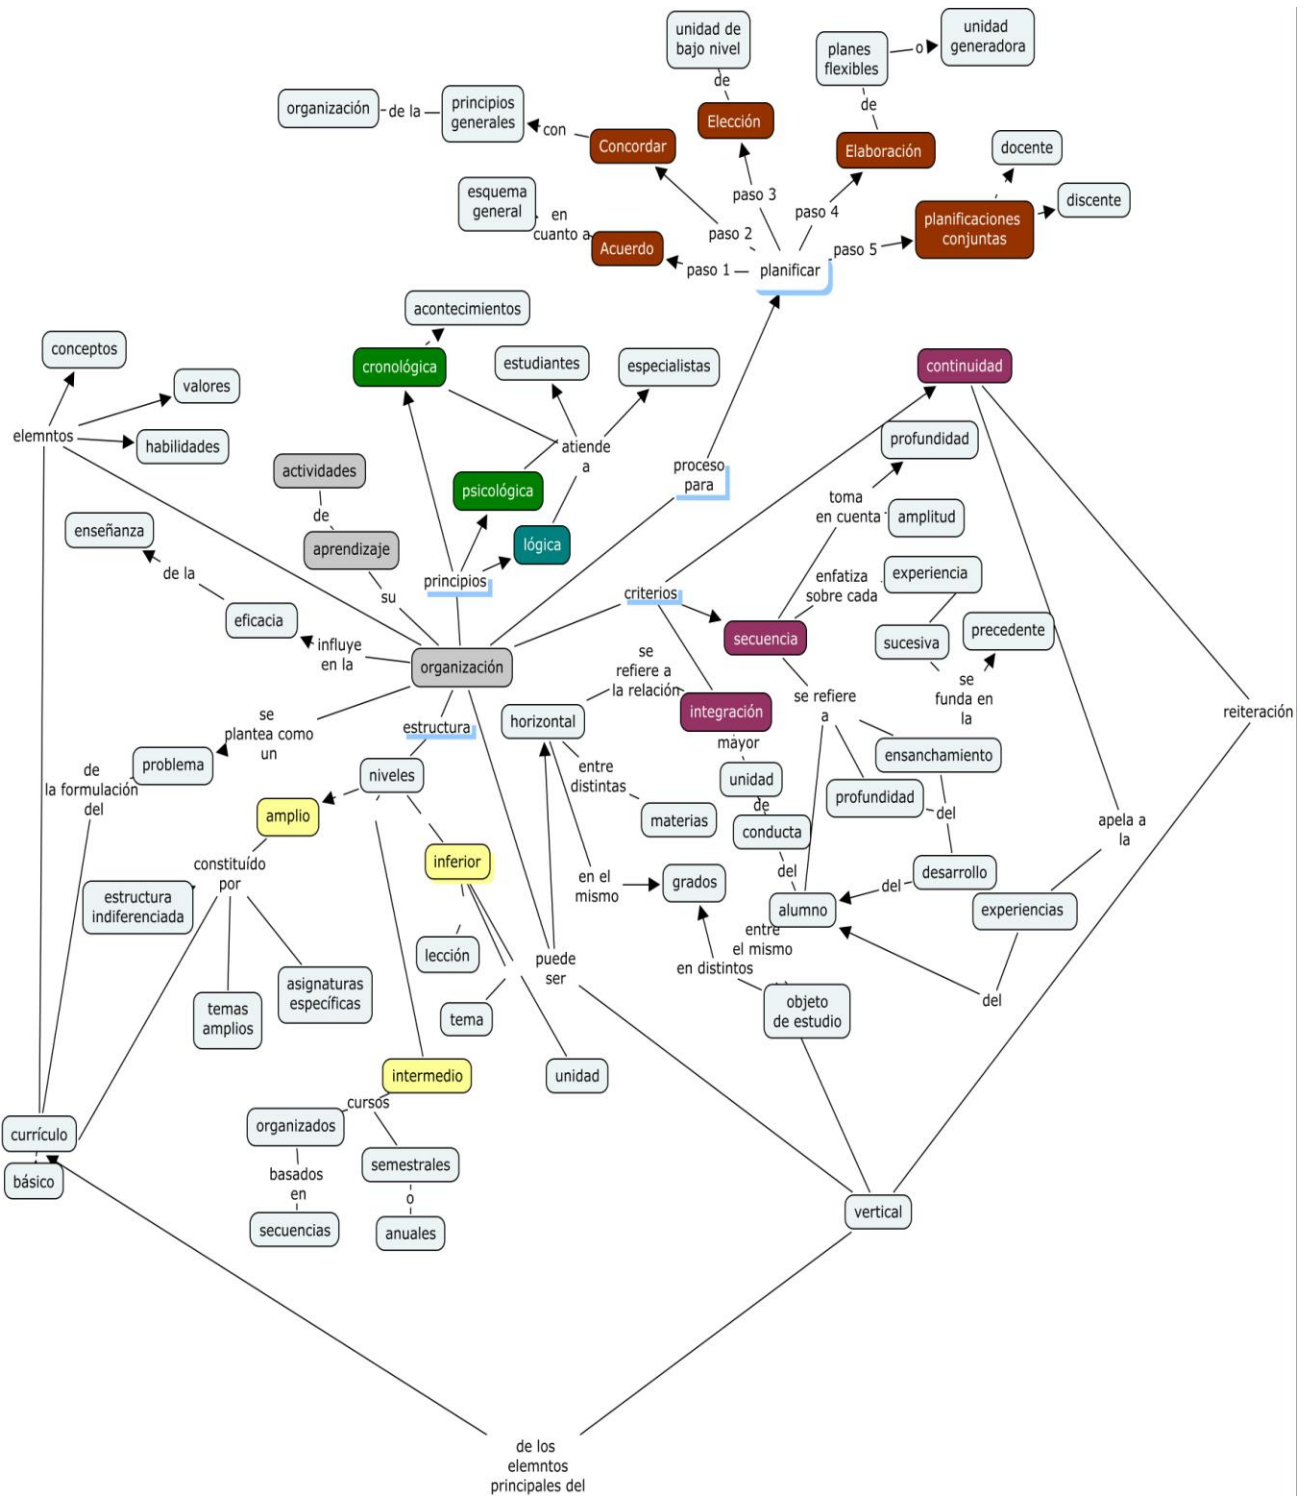 unidad de
bajo nivel
de
Elección
planes
flexibles
o
unidad
generadora
de
Elaboración
organización
de la
principios
generales
con
Concordar
docente
discente
planificaciones
conjuntas
esquema
general
en
cuanto a
Acuerdo
paso 1
paso 2
paso 3
paso 4
paso 5
planificar
acontecimientos
cronológica
estudiantes
especialistas
continuidad
conceptos
valores
elemntos
habilidades
actividades
de
aprendizaje
su
psicológica
lógica
atiende
a
proceso
para
profundidad
toma
en cuenta
amplitud
enseñanza
de la
eficacia
influye
en la
principios
criterios
enfatiza
sobre cada
experiencia
secuencia
sucesiva
precedente
se
funda en
la
organización
se
refiere a
la relación
integración
horizontal
se refiere
a
reiteración
se
plantea como
un
problema
estructura
niveles
entre
distintas
materias
mayor
unidad
de
conducta
del
alumno
ensanchamiento
profundidad
del
desarrollo
del
apela a
la
experiencias
del
de
la formulación
del
amplio
constituído
por
estructura
indiferenciada
temas
amplios
asignaturas
específicas
inferior
lección
tema
unidad
en el
mismo
grados
puede
ser
en distintos
entre
el mismo
objeto
de estudio
intermedio
cursos
organizados
basados
en
secuencias
semestrales
o
anuales
currículo
básico
vertical
de los
elemntos
principales del